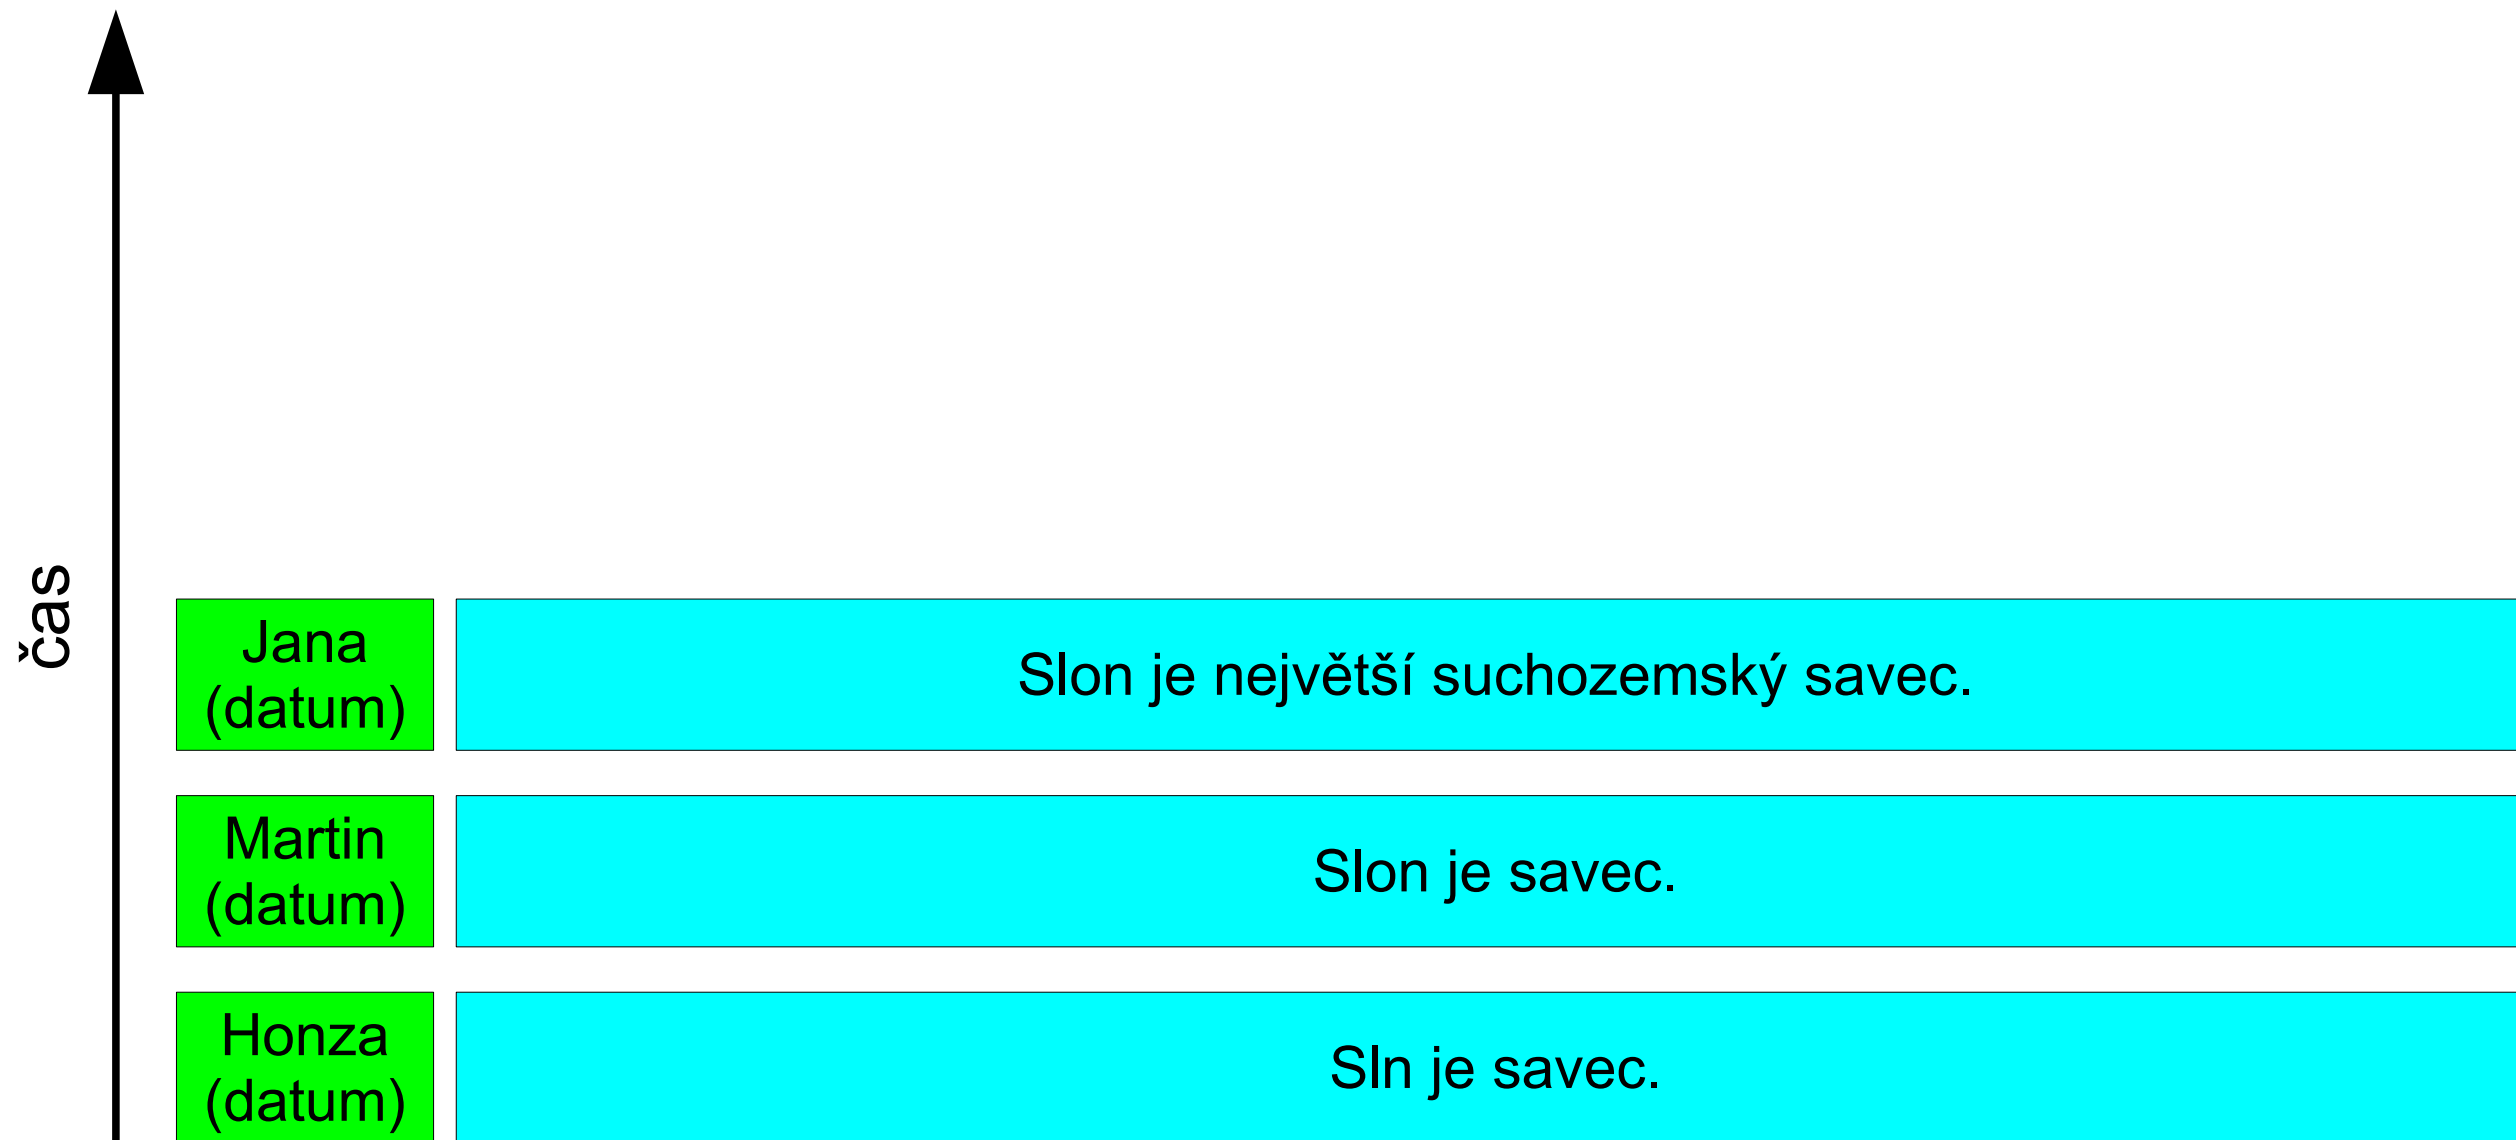 čas
Jana
(datum)
Slon je největší suchozemský savec.
Martin
(datum)
Slon je savec.
Honza
(datum)
Sln je savec.